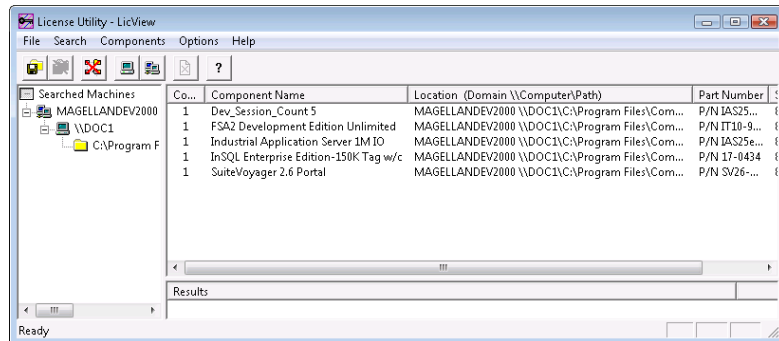 License Utility - LicView
File Search Components Options Help
?
Searched Machines
MAGELLANDEV2000
\\DOC1
C:\Program F
Co... Component Name Location (Domain \\Computer\Path) Part Number
1 Dev_Session_Count 5 MAGELLANDEV2000 \\DOC1\C:\Program Files\Com... P/N IAS25...
1 FSA2 Development Edition Unlimited MAGELLANDEV2000 \\DOC1\C:\Program Files\Com... P/N IT10-9...
1 Industrial Application Server 1M IO MAGELLANDEV2000 \\DOC1\C:\Program Files\Com... P/N IAS25e...
1 InSQL Enterprise Edition-150K Tag w/c MAGELLANDEV2000 \\DOC1\C:\Program Files\Com... P/N 17-0434
1 SuiteVoyager 2.6 Portal MAGELLANDEV2000 \\DOC1\C:\Program Files\Com... P/N SV26-...
Results
Ready